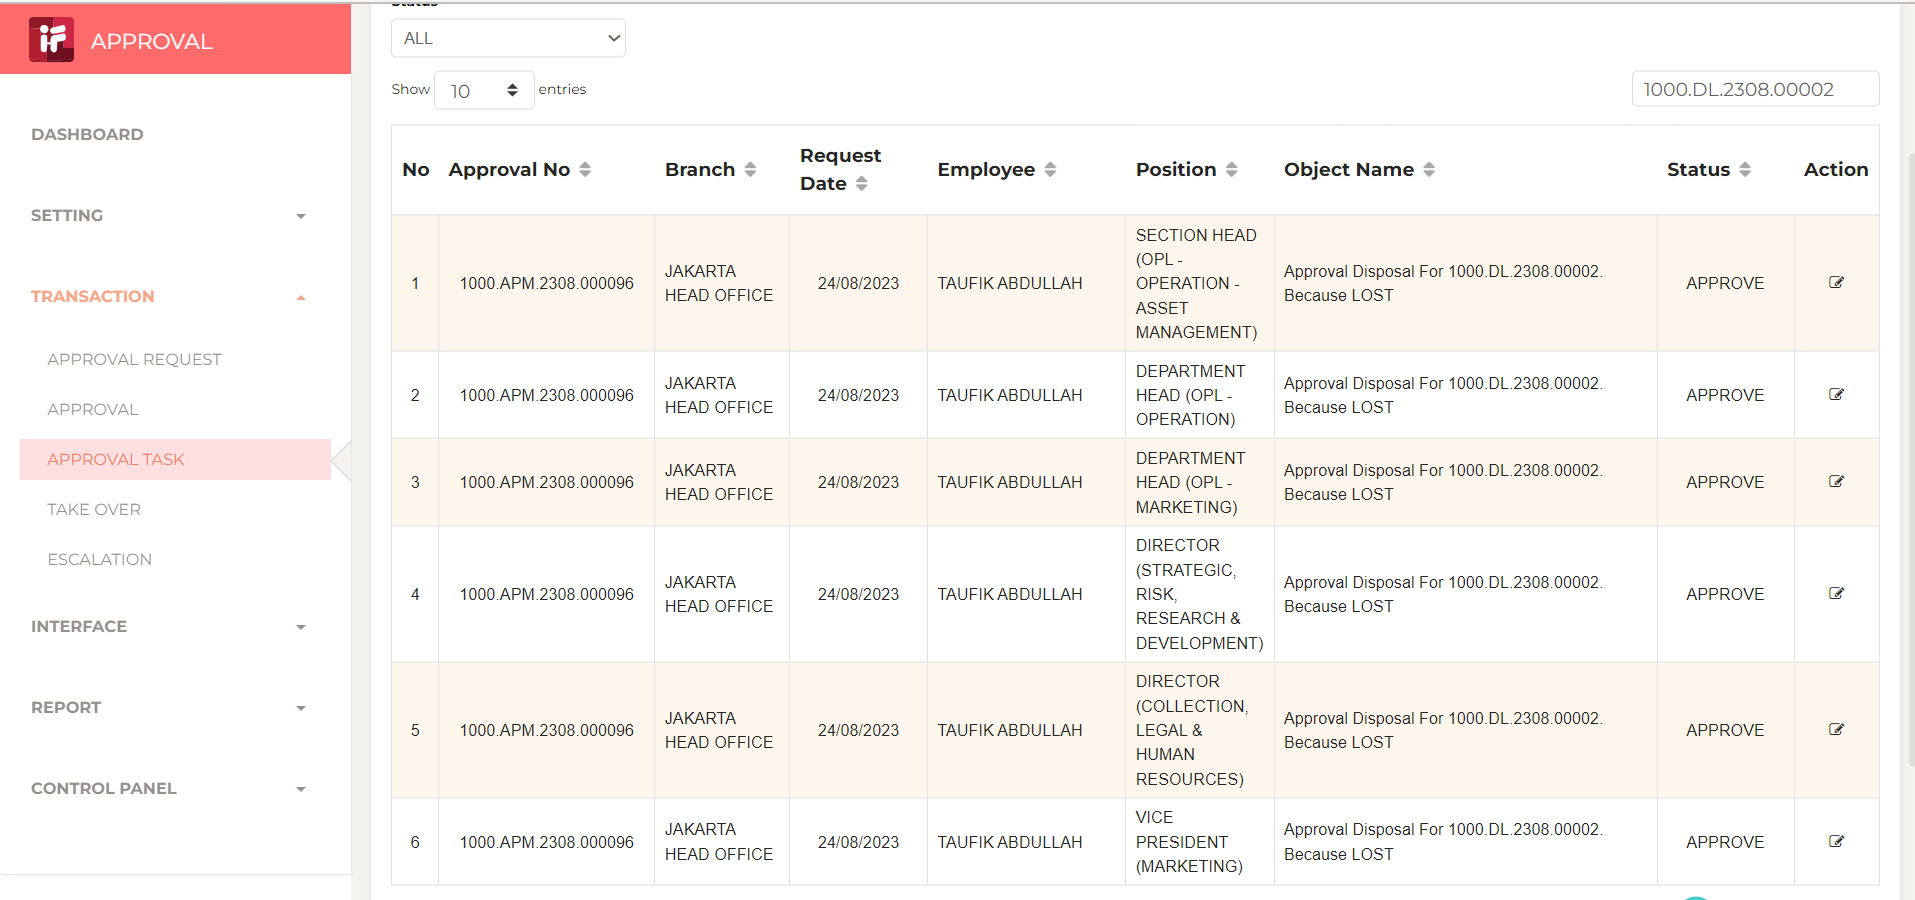 Status
iF
APPROVAL
DASHBOARD
SETTING
TRANSACTION
APPROVAL REQUEST
APPROVAL
APPROVAL TASK
TAKE OVER
ESCALATION
INTERFACE
REPORT
CONTROL PANEL
ALL
Show 10 entries
1000.DL.2308.00002
No
Approval No
Branch
Request
Date
Employee
Position
Object Name
Status
Action
1
1000.APM.2308.000096
JAKARTA
HEAD OFFICE
24/08/2023
TAUFIK ABDULLAH
SECTION HEAD
(OPL -
OPERATION -
ASSET
MANAGEMENT)
Approval Disposal For 1000.DL.2308.00002.
Because LOST
APPROVE
2
1000.APM.2308.000096
JAKARTA
HEAD OFFICE
24/08/2023
TAUFIK ABDULLAH
DEPARTMENT
HEAD (OPL -
OPERATION)
Approval Disposal For 1000.DL.2308.00002.
Because LOST
APPROVE
3
1000.APM.2308.000096
JAKARTA
HEAD OFFICE
24/08/2023
TAUFIK ABDULLAH
DEPARTMENT
HEAD (OPL -
MARKETING)
Approval Disposal For 1000.DL.2308.00002.
Because LOST
APPROVE
4
1000.APM.2308.000096
JAKARTA
HEAD OFFICE
24/08/2023
TAUFIK ABDULLAH
DIRECTOR
(STRATEGIC,
RISK,
RESEARCH &
DEVELOPMENT)
Approval Disposal For 1000.DL.2308.00002.
Because LOST
APPROVE
5
1000.APM.2308.000096
JAKARTA
HEAD OFFICE
24/08/2023
TAUFIK ABDULLAH
DIRECTOR
(COLLECTION,
LEGAL &
HUMAN
RESOURCES)
Approval Disposal For 1000.DL.2308.00002.
Because LOST
APPROVE
6
1000.APM.2308.000096
JAKARTA
HEAD OFFICE
24/08/2023
TAUFIK ABDULLAH
VICE
PRESIDENT
(MARKETING)
Approval Disposal For 1000.DL.2308.00002.
Because LOST
APPROVE